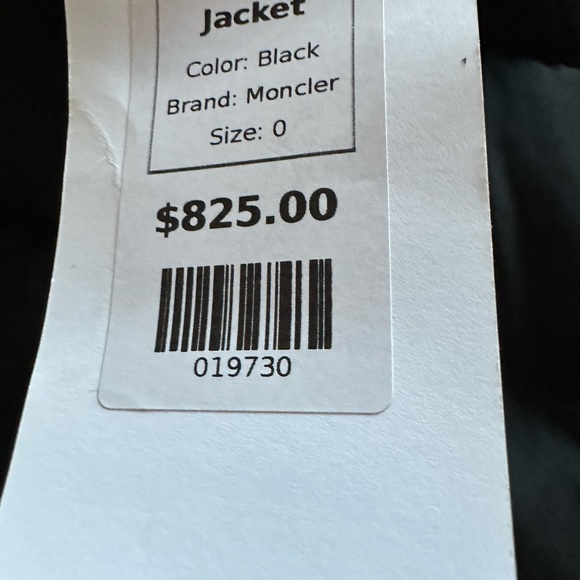 Jacket
Color: Black
Brand: Moncler
Size: 0
$825.00
019730